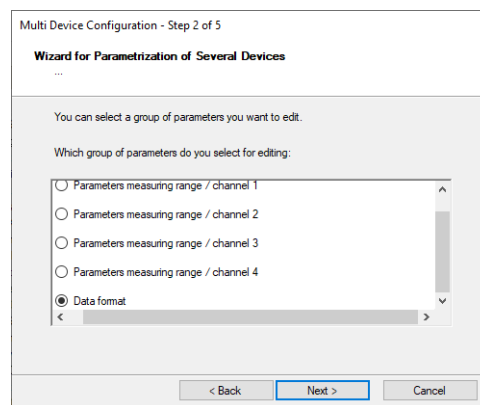 Multi Device Configuration - Step 2 of 5
Wizard for Parametrization of Several Devices
...
You can select a group of parameters you want to edit.
Which group of parameters do you select for editing:
Parameters measuring range / channel 1
Parameters measuring range / channel 2
Parameters measuring range / channel 3
Parameters measuring range / channel 4
Data format
< Back Next > Cancel